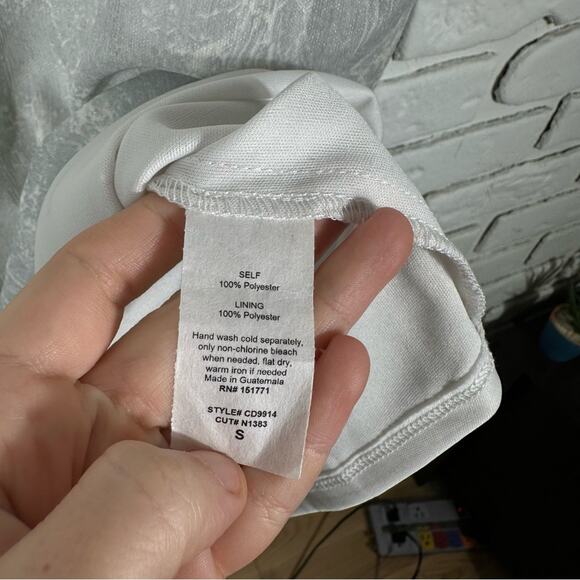 SELF
100% Polyester
LINING
100% Polyester
Hand wash cold separately,
only non-chlorine bleach
when needed, flat dry,
warm iron if needed
Made in Guatemala
RN# 151771
STYLE# CD9914
CUT# N1383
S